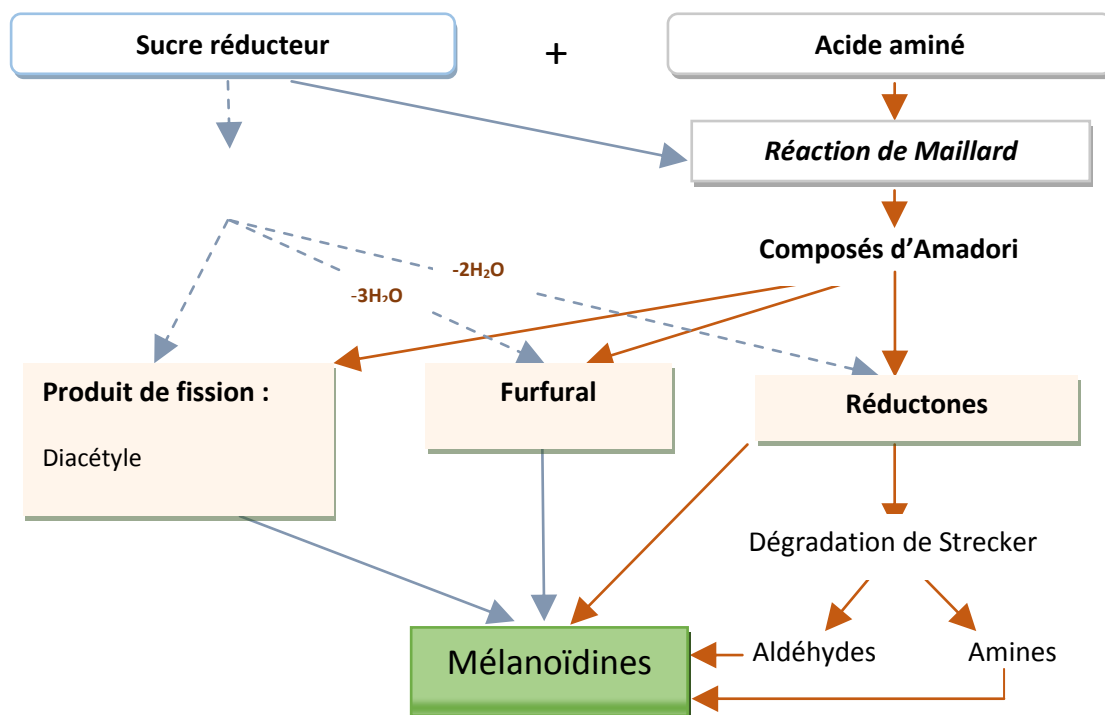 Sucre réducteur
+
Acide aminé
Réaction de Maillard
Composés d'Amadori
-2H₂O
-3H₂O
Produit de fission :
Diacétyle
Furfural
Réductones
Dégradation de Strecker
Mélanoïdines
Aldéhydes
Amines